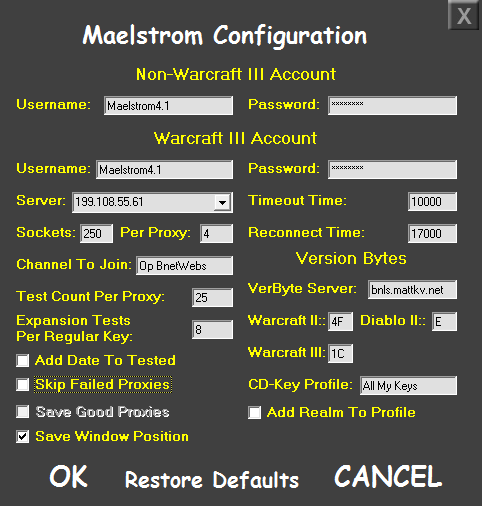 X
Maelstrom Configuration
Non-Warcraft III Account
Username: Maelstrom4.1 Password: ********
Warcraft III Account
Username: Maelstrom4.1 Password: ********
Server: 199.108.55.61 Timeout Time: 10000
Sockets: 250 Per Proxy: 4 Reconnect Time: 17000
Version Bytes
Channel To Join: Op BnetWebs
VerByte Server: bnls.mattkv.net
Test Count Per Proxy: 25
Warcraft II:: 4F Diablo II:: E
Expansion Tests
Per Regular Key: 8
Warcraft III: 1C
Add Date To Tested
Skip Failed Proxies CD-Key Profile: All My Keys
Save Good Proxies Add Realm To Profile
Save Window Position
OK Restore Defaults CANCEL